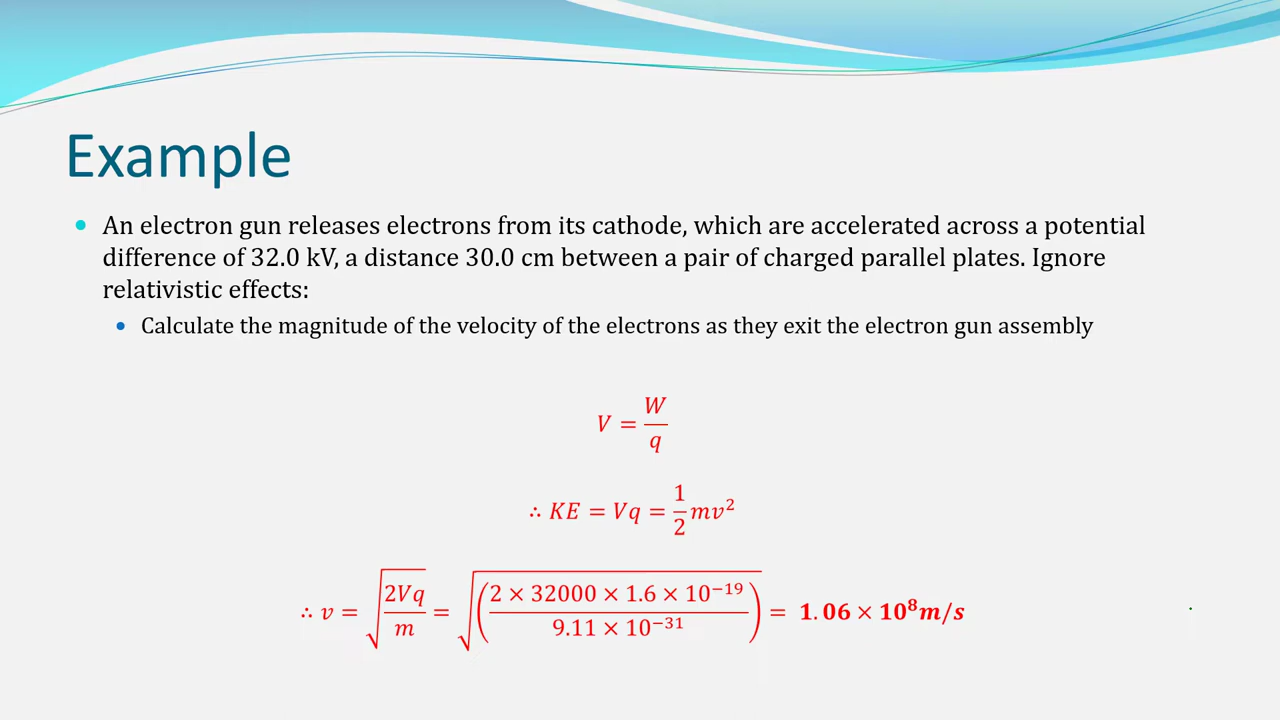 Example
• An electron gun releases electrons from its cathode, which are accelerated across a potential
difference of 32.0 kV, a distance 30.0 cm between a pair of charged parallel plates. Ignore
relativistic effects:
• Calculate the magnitude of the velocity of the electrons as they exit the electron gun assembly
V = W/q
∴ KE = Vq = 1/2 mv²
∴ v = √(2Vq/m) = √((2 × 32000 × 1.6 × 10⁻¹⁹)/(9.11 × 10⁻³¹)) = 1.06 × 10⁸m/s